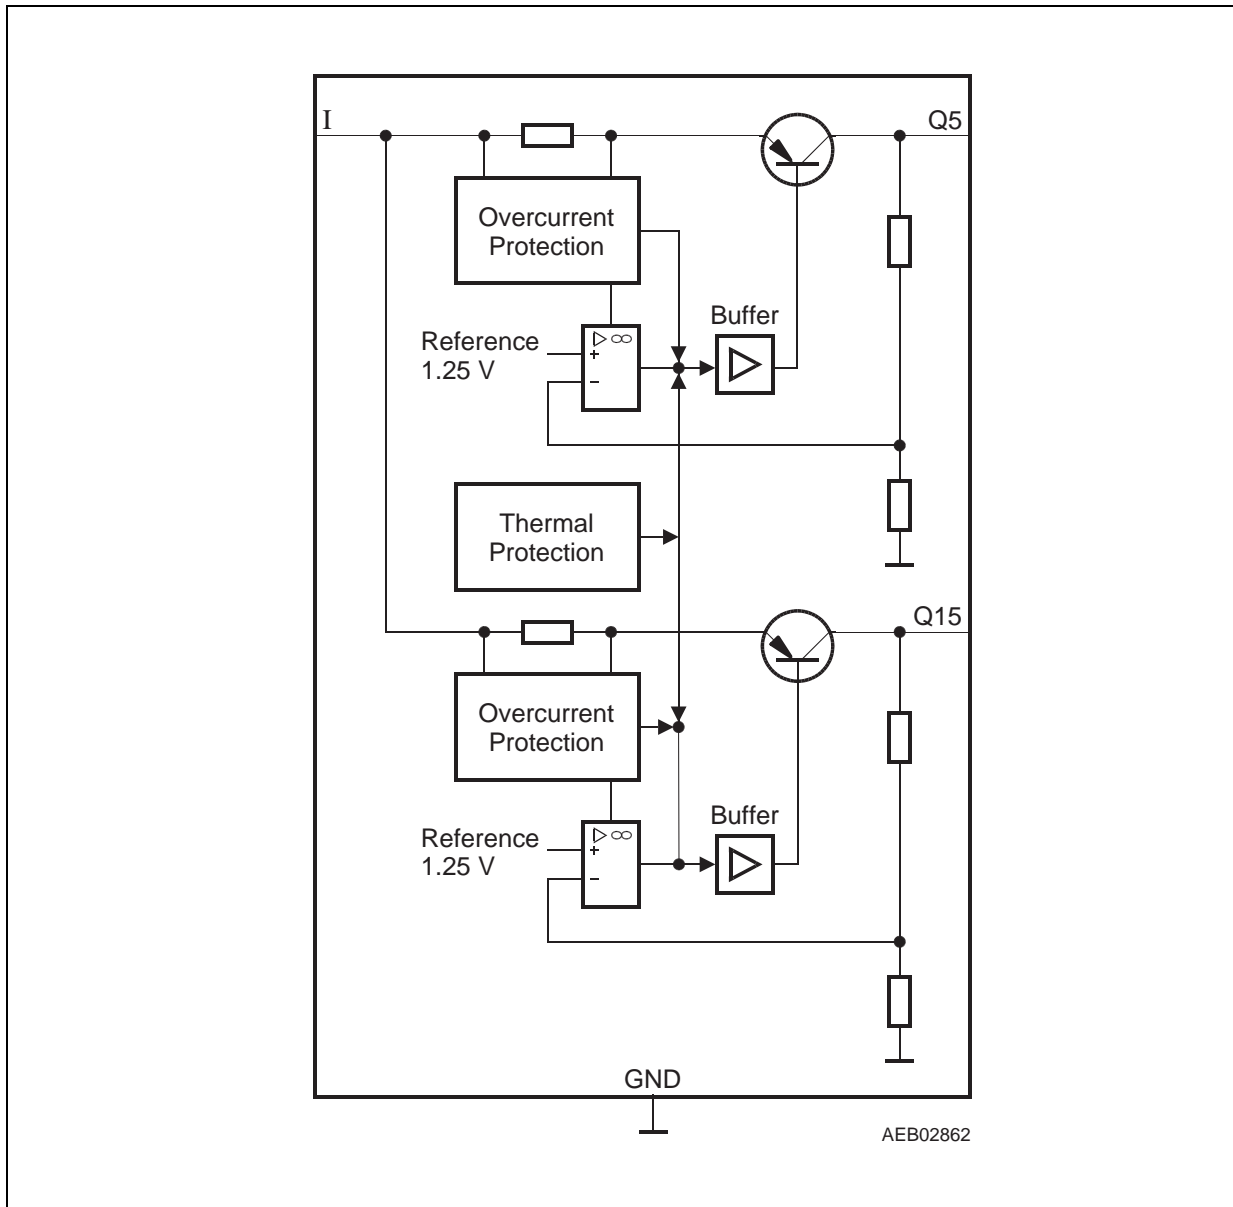 I
Q5
Overcurrent
Protection
Buffer
Reference
1.25 V
▷ ∞
+
−
Thermal
Protection
Q15
Overcurrent
Protection
Buffer
Reference
1.25 V
▷ ∞
+
−
GND
AEB02862